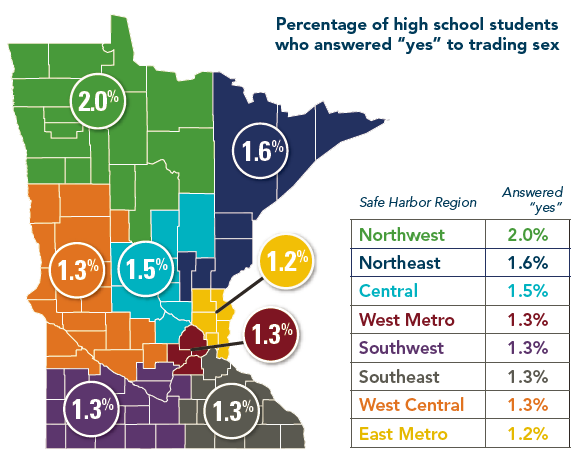 Percentage of high school students
who answered “yes” to trading sex
2.0%
1.6%
1.3%
1.5%
1.2%
1.3%
1.3%
1.3%
Safe Harbor Region Answered “yes”
Northwest 2.0%
Northeast 1.6%
Central 1.5%
West Metro 1.3%
Southwest 1.3%
Southeast 1.3%
West Central 1.3%
East Metro 1.2%